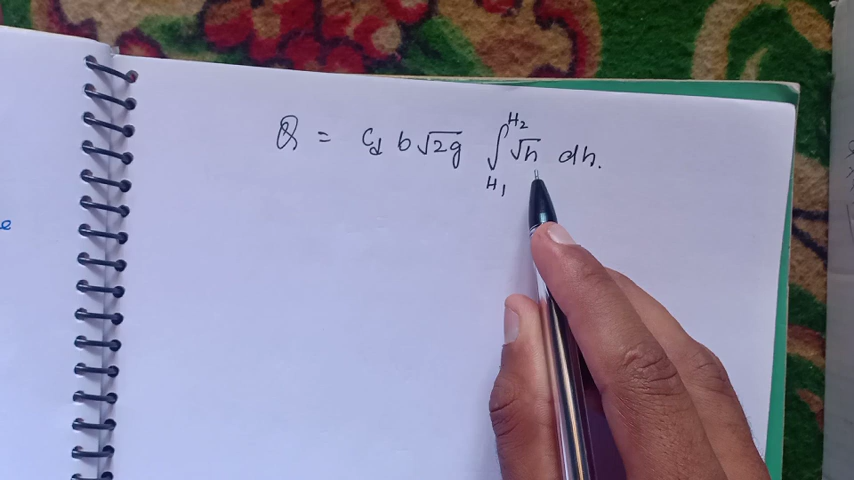 Q = Cd b √2g ∫H1^H2 √h dh.
e